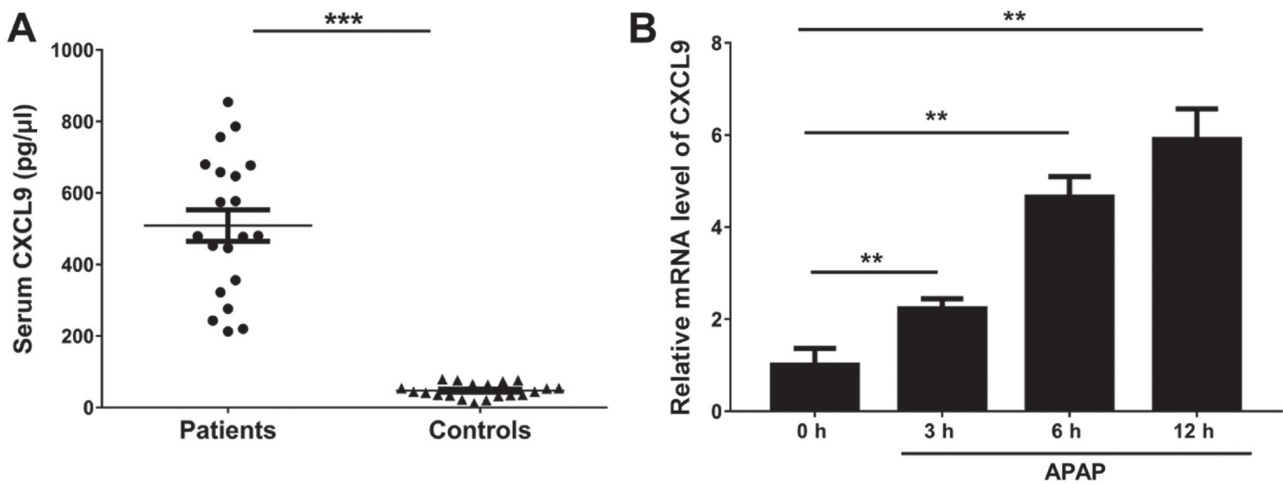 A
***
Serum CXCL9 (pg/µl)
1000
800
600
400
200
0
Patients
Controls
B
**
**
**
Relative mRNA level of CXCL9
8
6
4
2
0
0 h
3 h
6 h
12 h
APAP